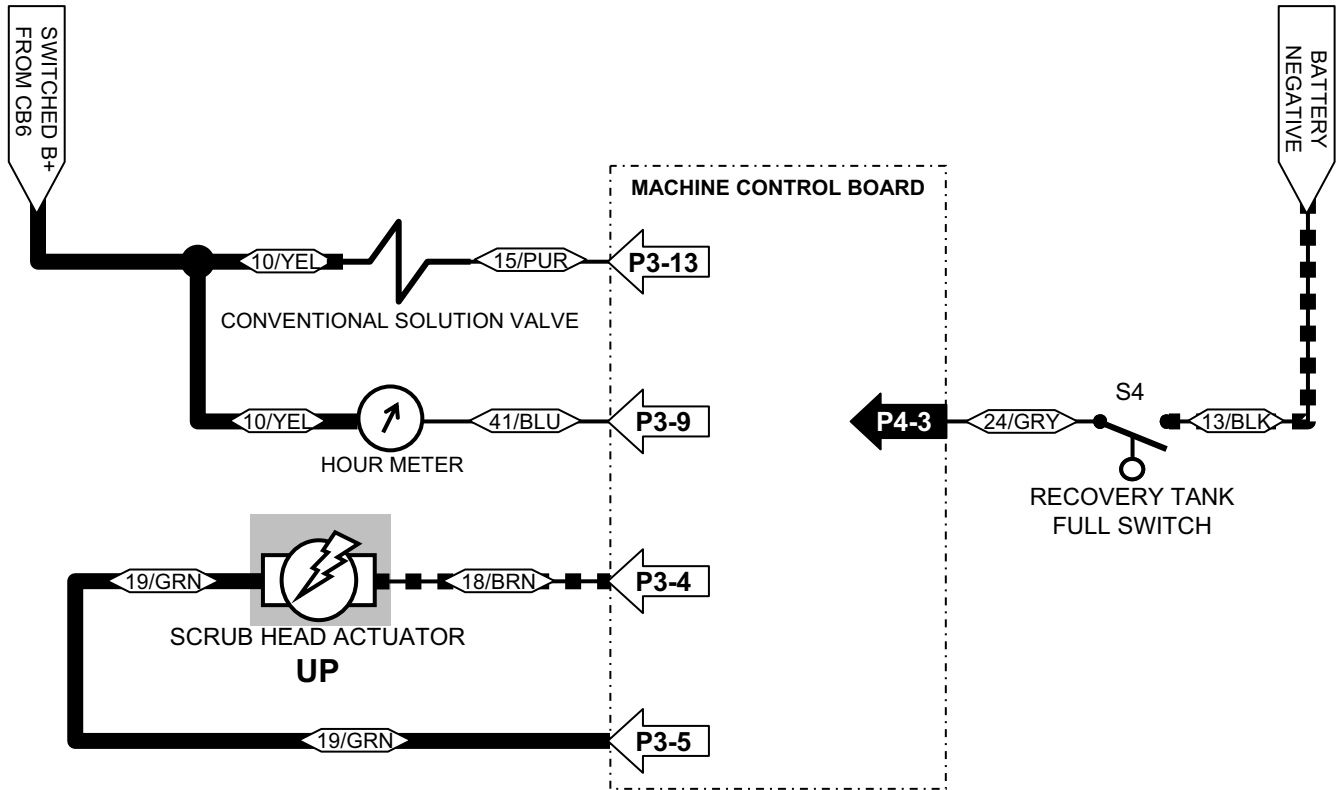 SWITCHED B+
FROM CB6
BATTERY
NEGATIVE
MACHINE CONTROL BOARD
10/YEL
15/PUR
P3-13
CONVENTIONAL SOLUTION VALVE
10/YEL
41/BLU
P3-9
HOUR METER
P4-3
24/GRY
S4
13/BLK
RECOVERY TANK
FULL SWITCH
19/GRN
18/BRN
P3-4
SCRUB HEAD ACTUATOR
UP
19/GRN
P3-5